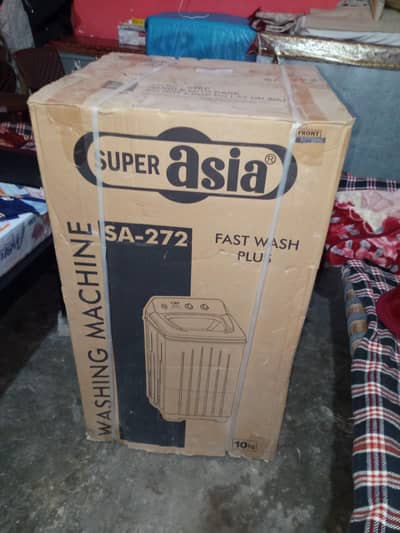 FRONT
SUPER asia®
SA-272
FAST WASH
PLUS
WASHING MACHINE
10kg